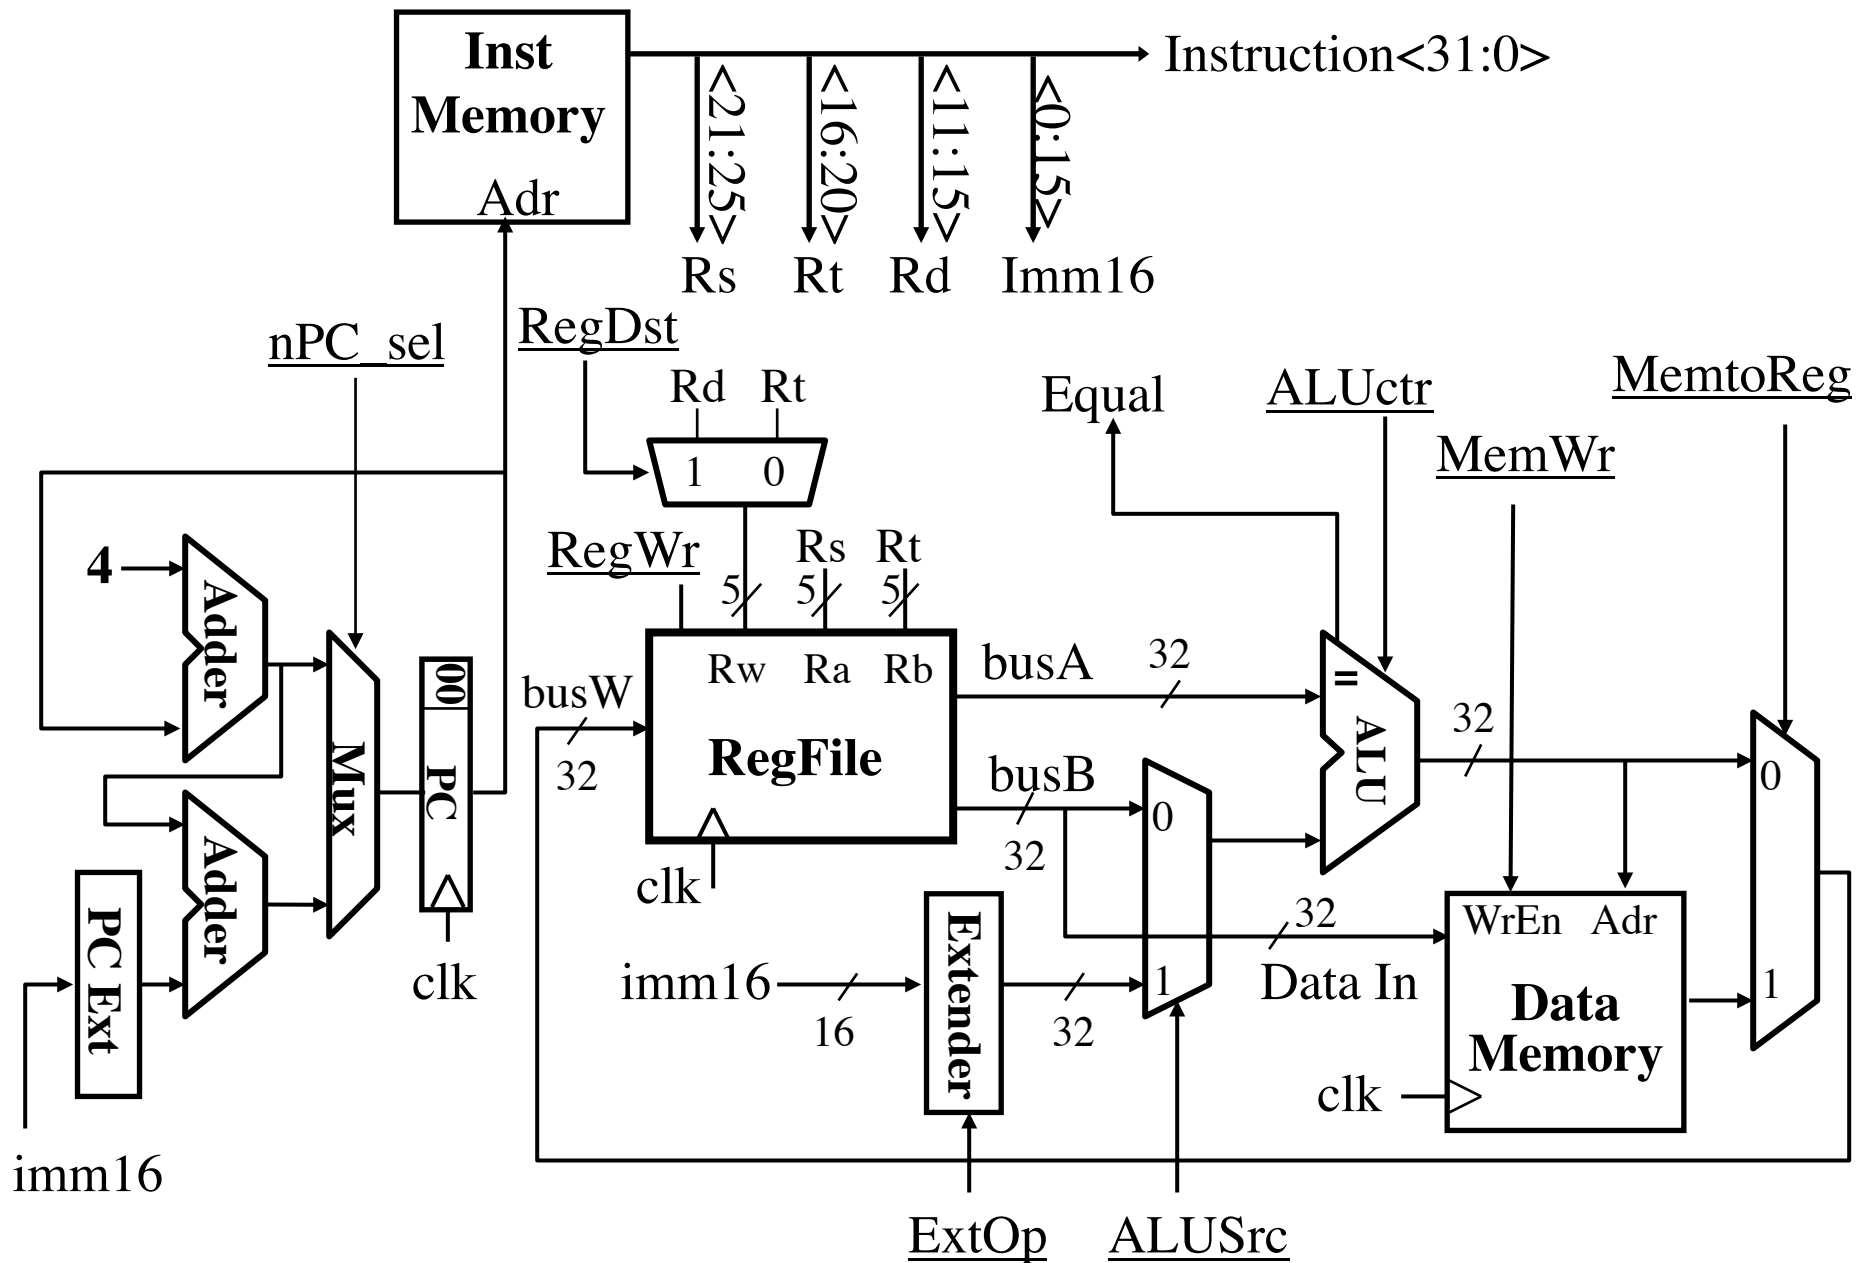 Inst
Memory
Adr
Instruction<31:0>
<21:25>
<16:20>
<11:15>
<0:15>
Rs
Rt
Rd
Imm16
nPC_sel
RegDst
Rd
Rt
1
0
Equal
ALUctr
MemtoReg
MemWr
4
Adder
RegWr
5
Rs
5
Rt
5
Mux
00
PC
clk
busW
32
Rw
Ra
Rb
RegFile
clk
busA
32
busB
32
=
ALU
32
0
1
0
1
Adder
PC Ext
imm16
imm16
16
Extender
32
32
Data In
WrEn
Adr
Data
Memory
clk
ExtOp
ALUSrc